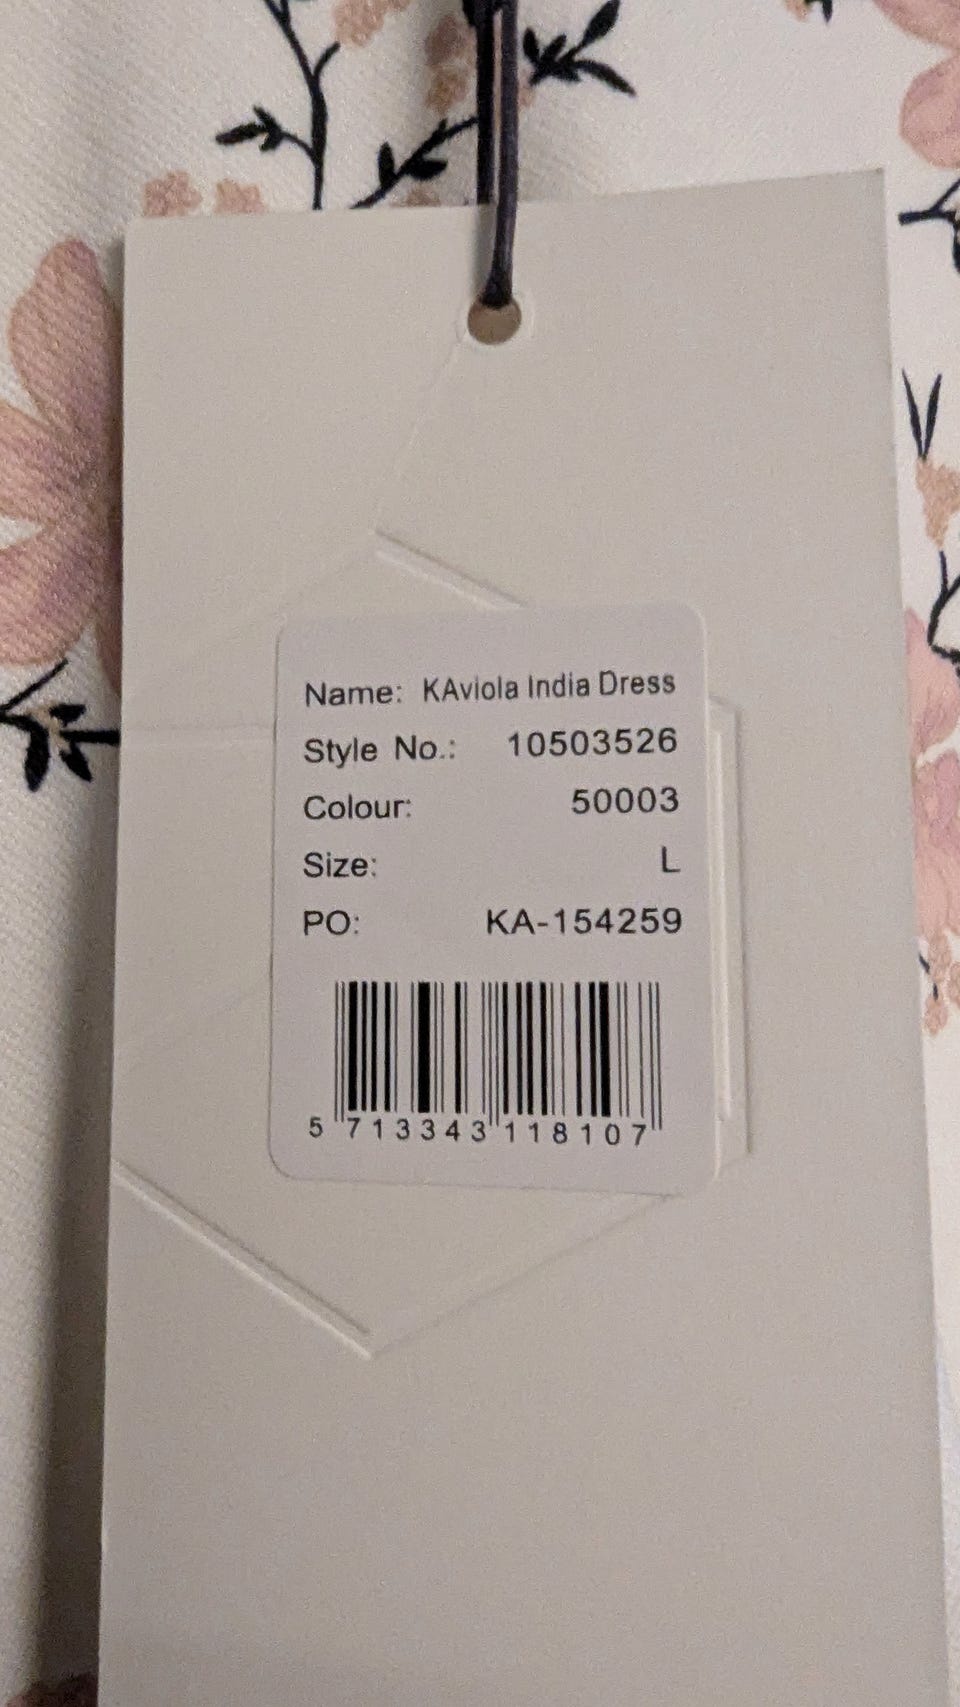 Name: KAviola India Dress
Style No.: 10503526
Colour: 50003
Size: L
PO: KA-154259
5 713343 118107